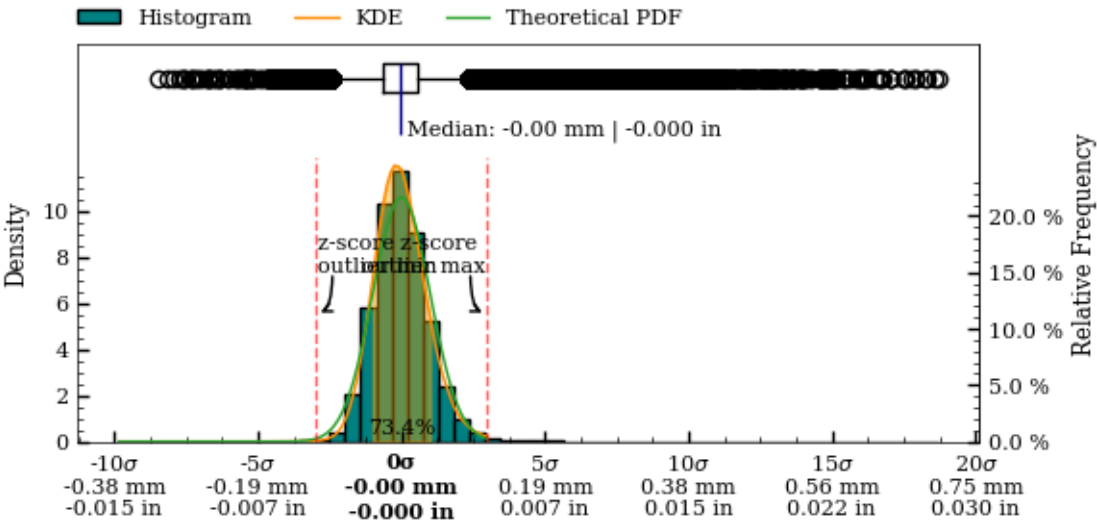 Histogram KDE Theoretical PDF
Median: -0.00 mm | -0.000 in
Density
10
8
6
4
2
0
z-score z-score
outlier min
outlier max
73.4%
20.0 %
15.0 %
10.0 %
5.0 %
0.0 %
Relative Frequency
-10σ -5σ 0σ 5σ 10σ 15σ 20σ
-0.38 mm -0.19 mm -0.00 mm 0.19 mm 0.38 mm 0.56 mm 0.75 mm
-0.015 in -0.007 in -0.000 in 0.007 in 0.015 in 0.022 in 0.030 in